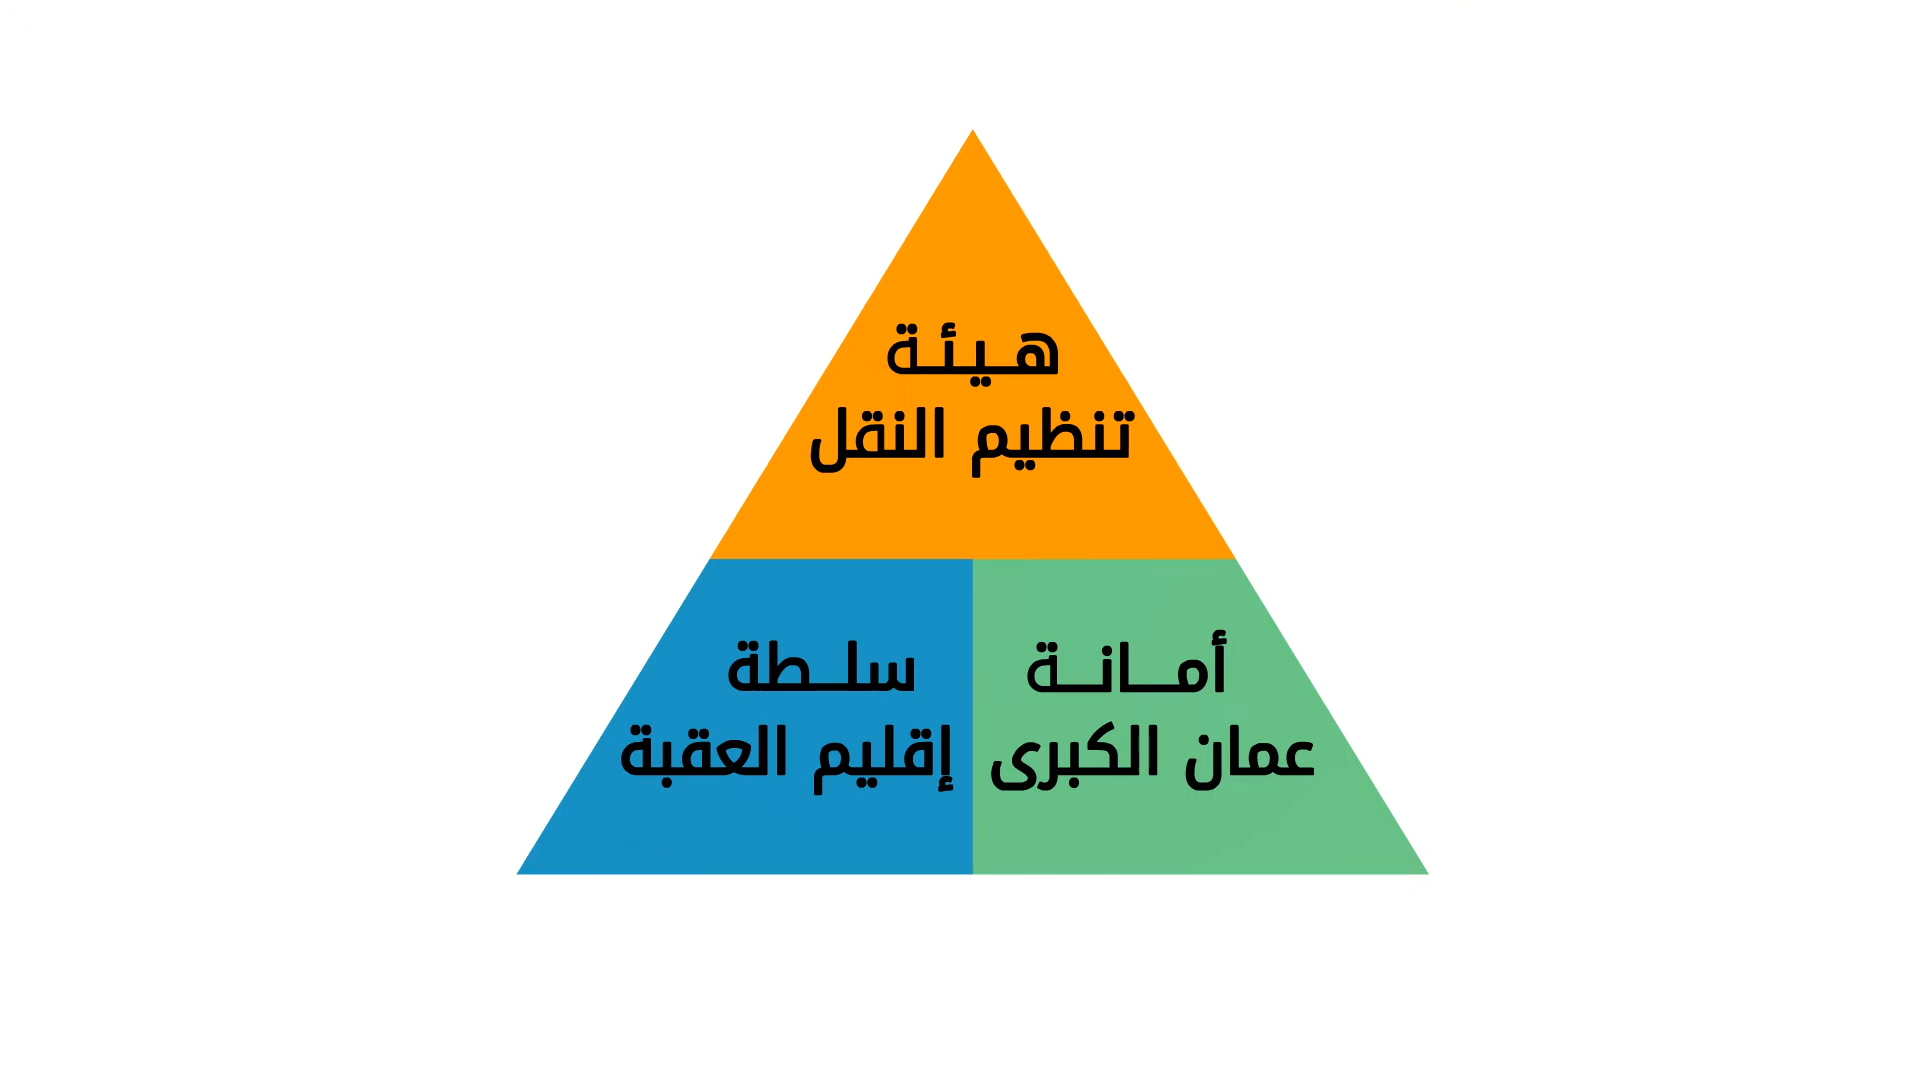 هيئة
تنظيم النقل
أمانة
عمان الكبرى
سلطة
إقليم العقبة